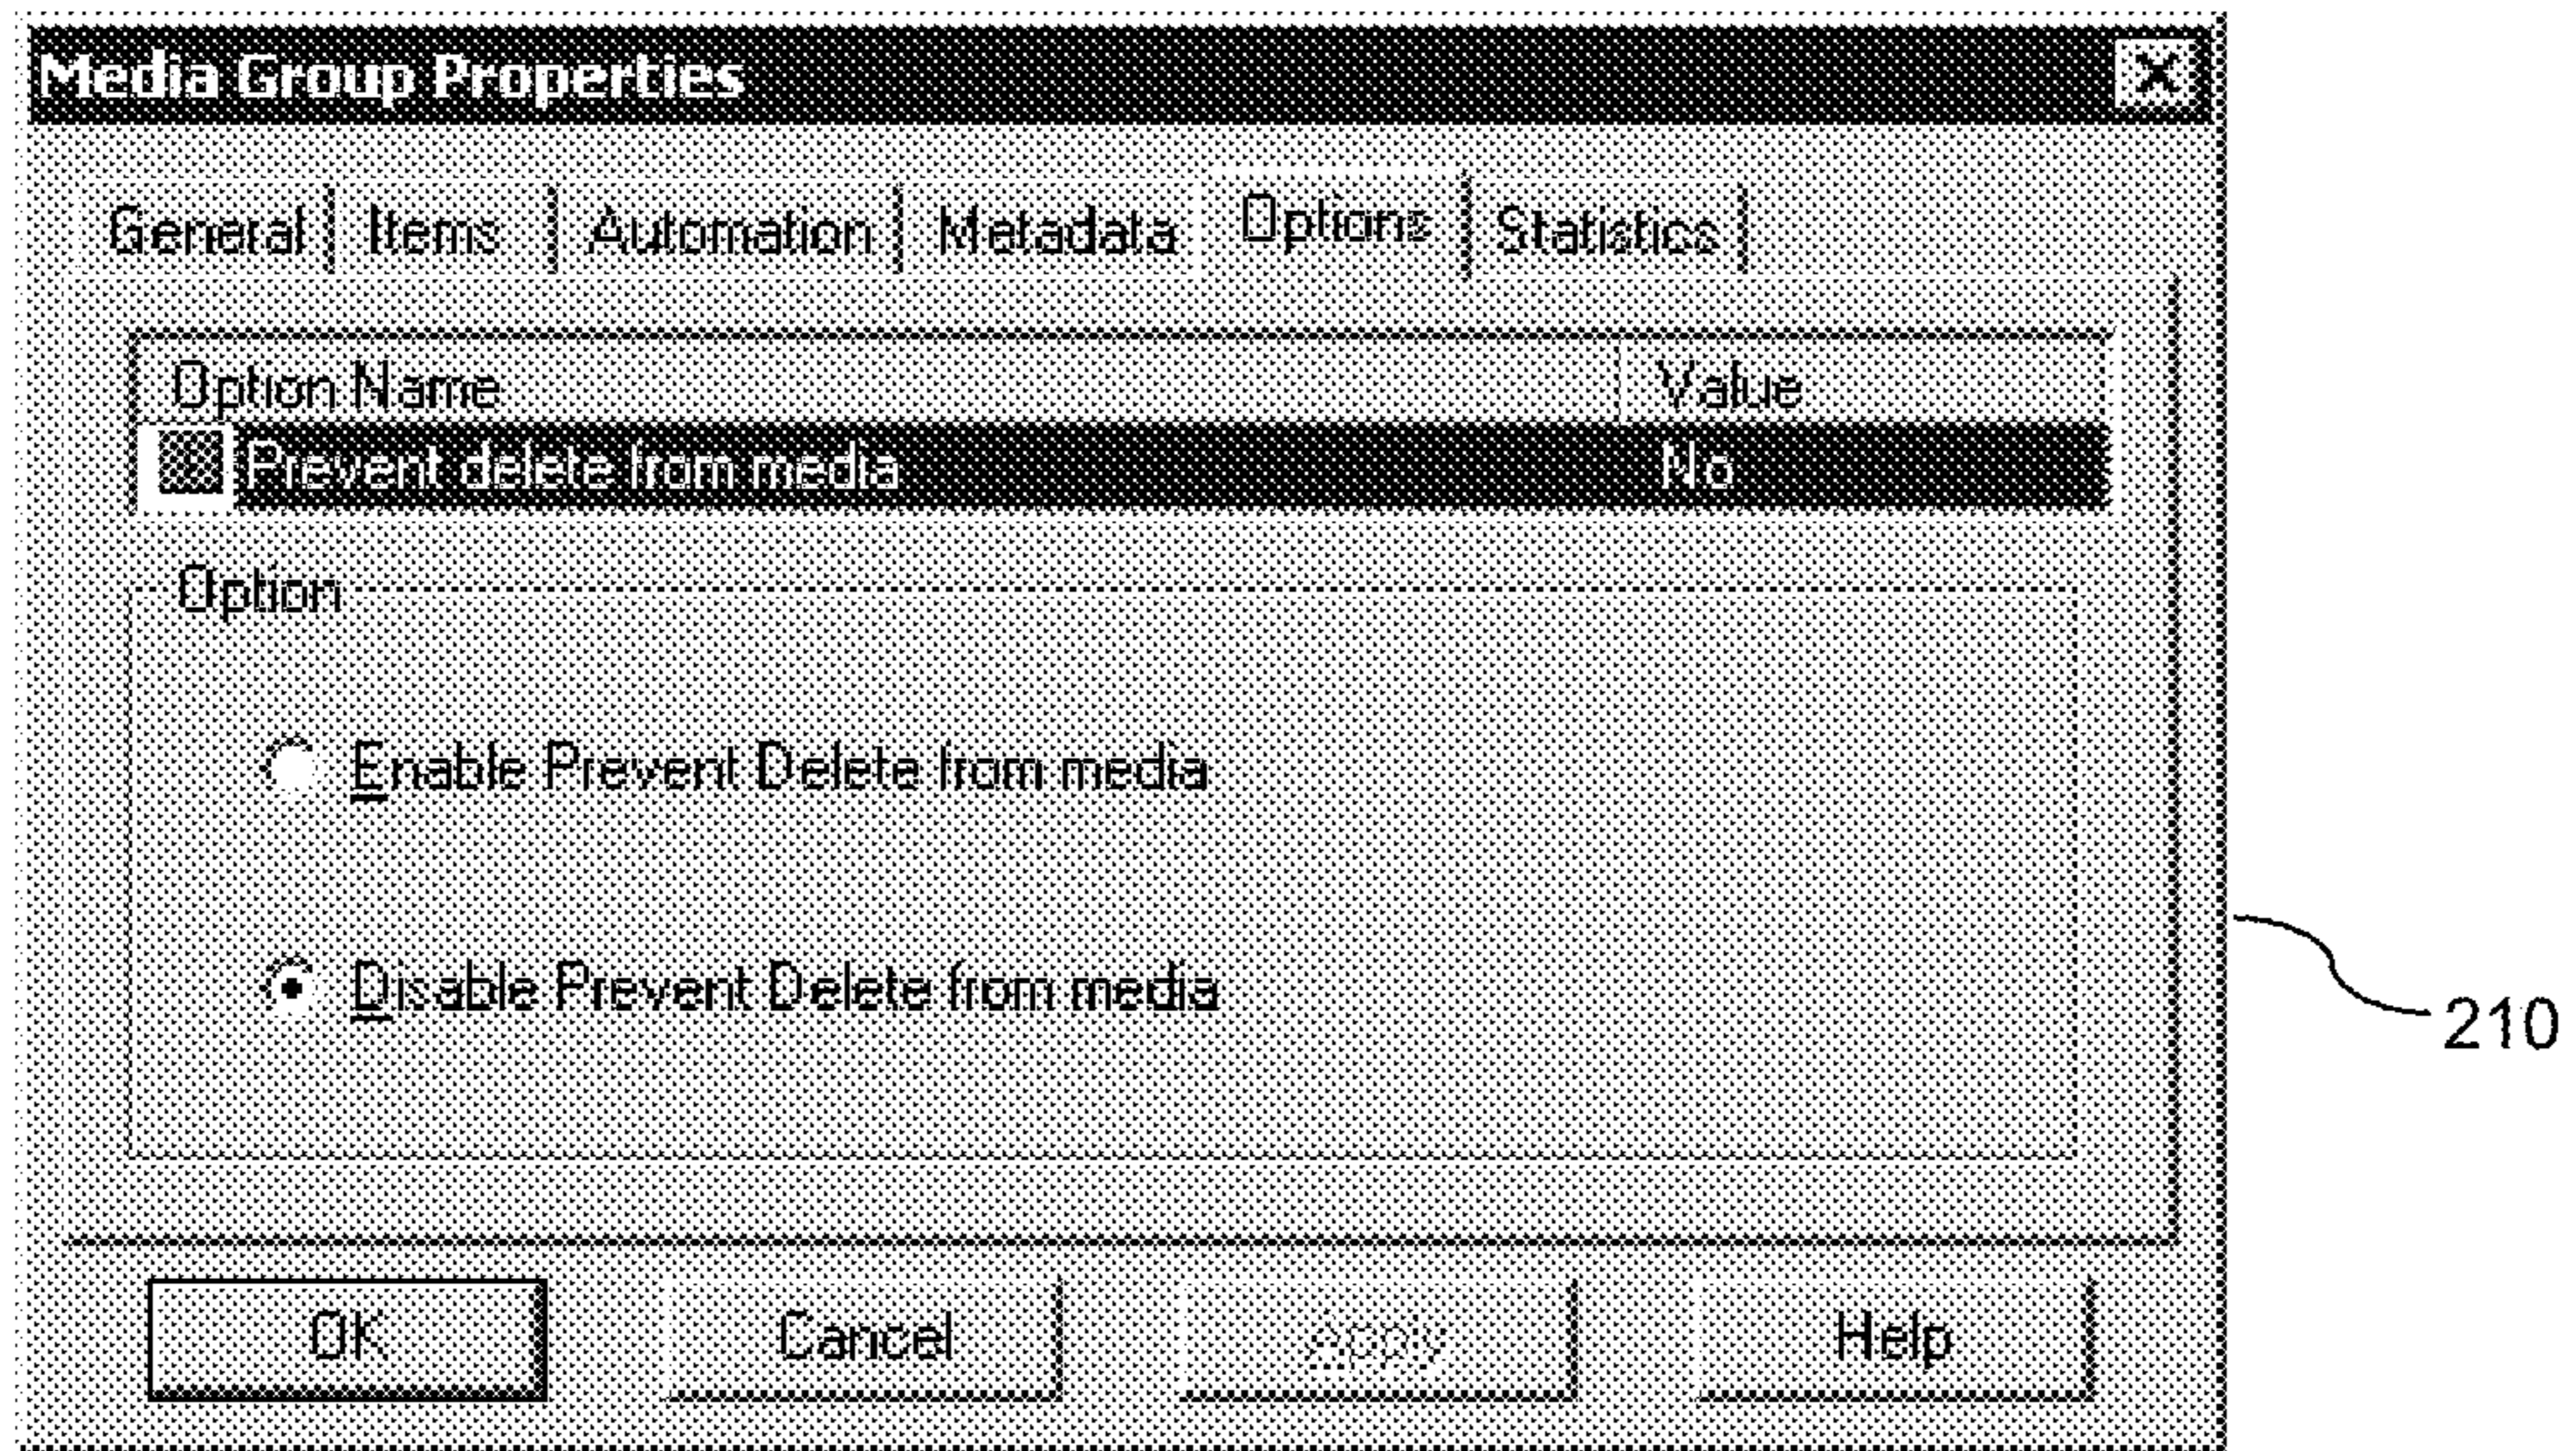 Media Group Properties
General Items Automation Metadata Options Statistics
Option Name Value
Prevent delete from media No
Option
Enable Prevent Delete from media
Disable Prevent Delete from media
210
OK Cancel Apply Help